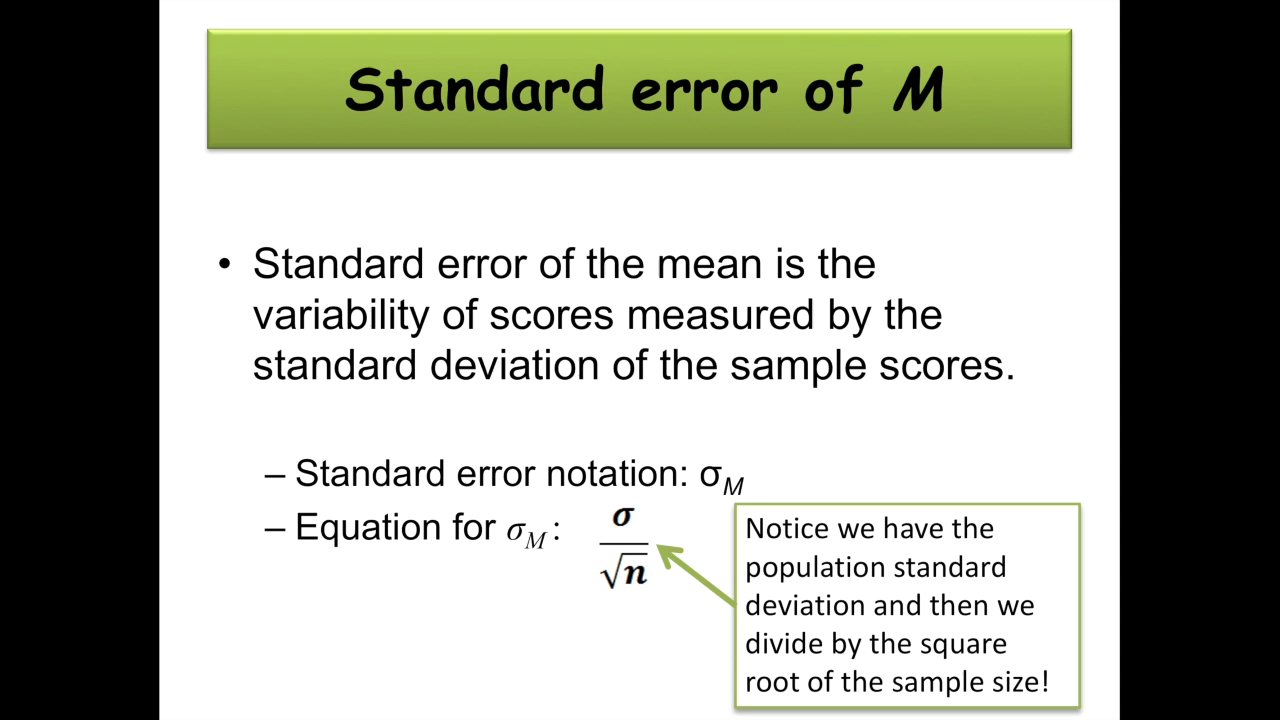 Standard error of M
• Standard error of the mean is the
variability of scores measured by the
standard deviation of the sample scores.
– Standard error notation: σM
– Equation for σM: σ/√n
Notice we have the
population standard
deviation and then we
divide by the square
root of the sample size!